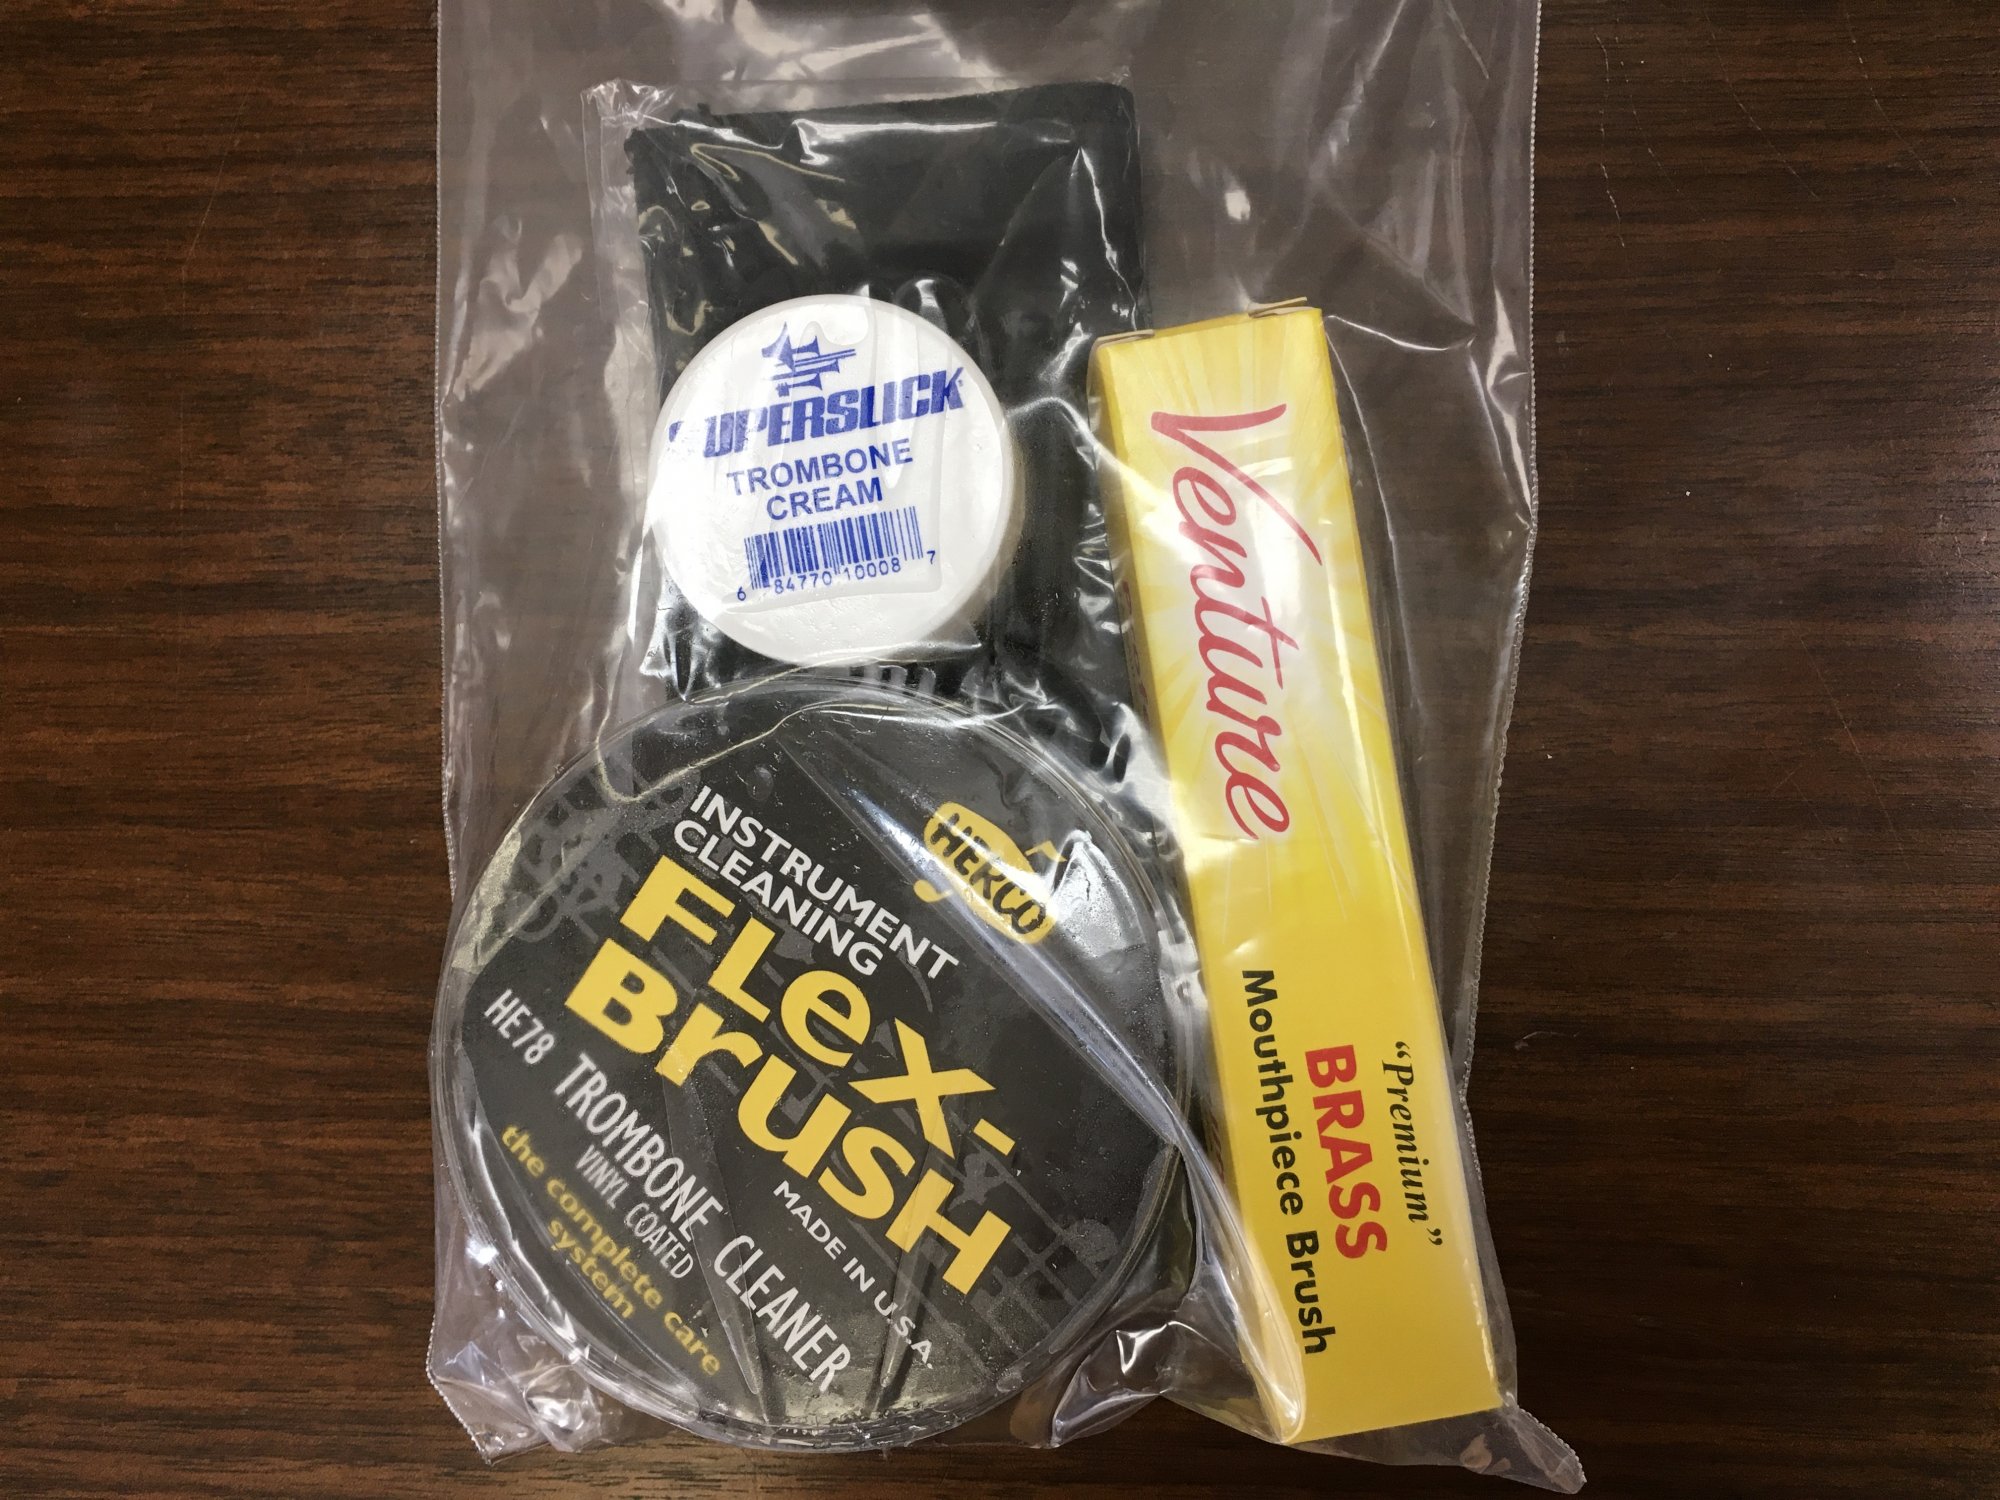 SUPERSLICK
TROMBONE
CREAM
6 84770 10008 7
Venture
"Premium"
BRASS
Mouthpiece Brush
HERCO
INSTRUMENT
CLEANING
FLex-
Brush
MADE IN U.S.A.
HE78 TROMBONE CLEANER
VINYL COATED
the complete care
system